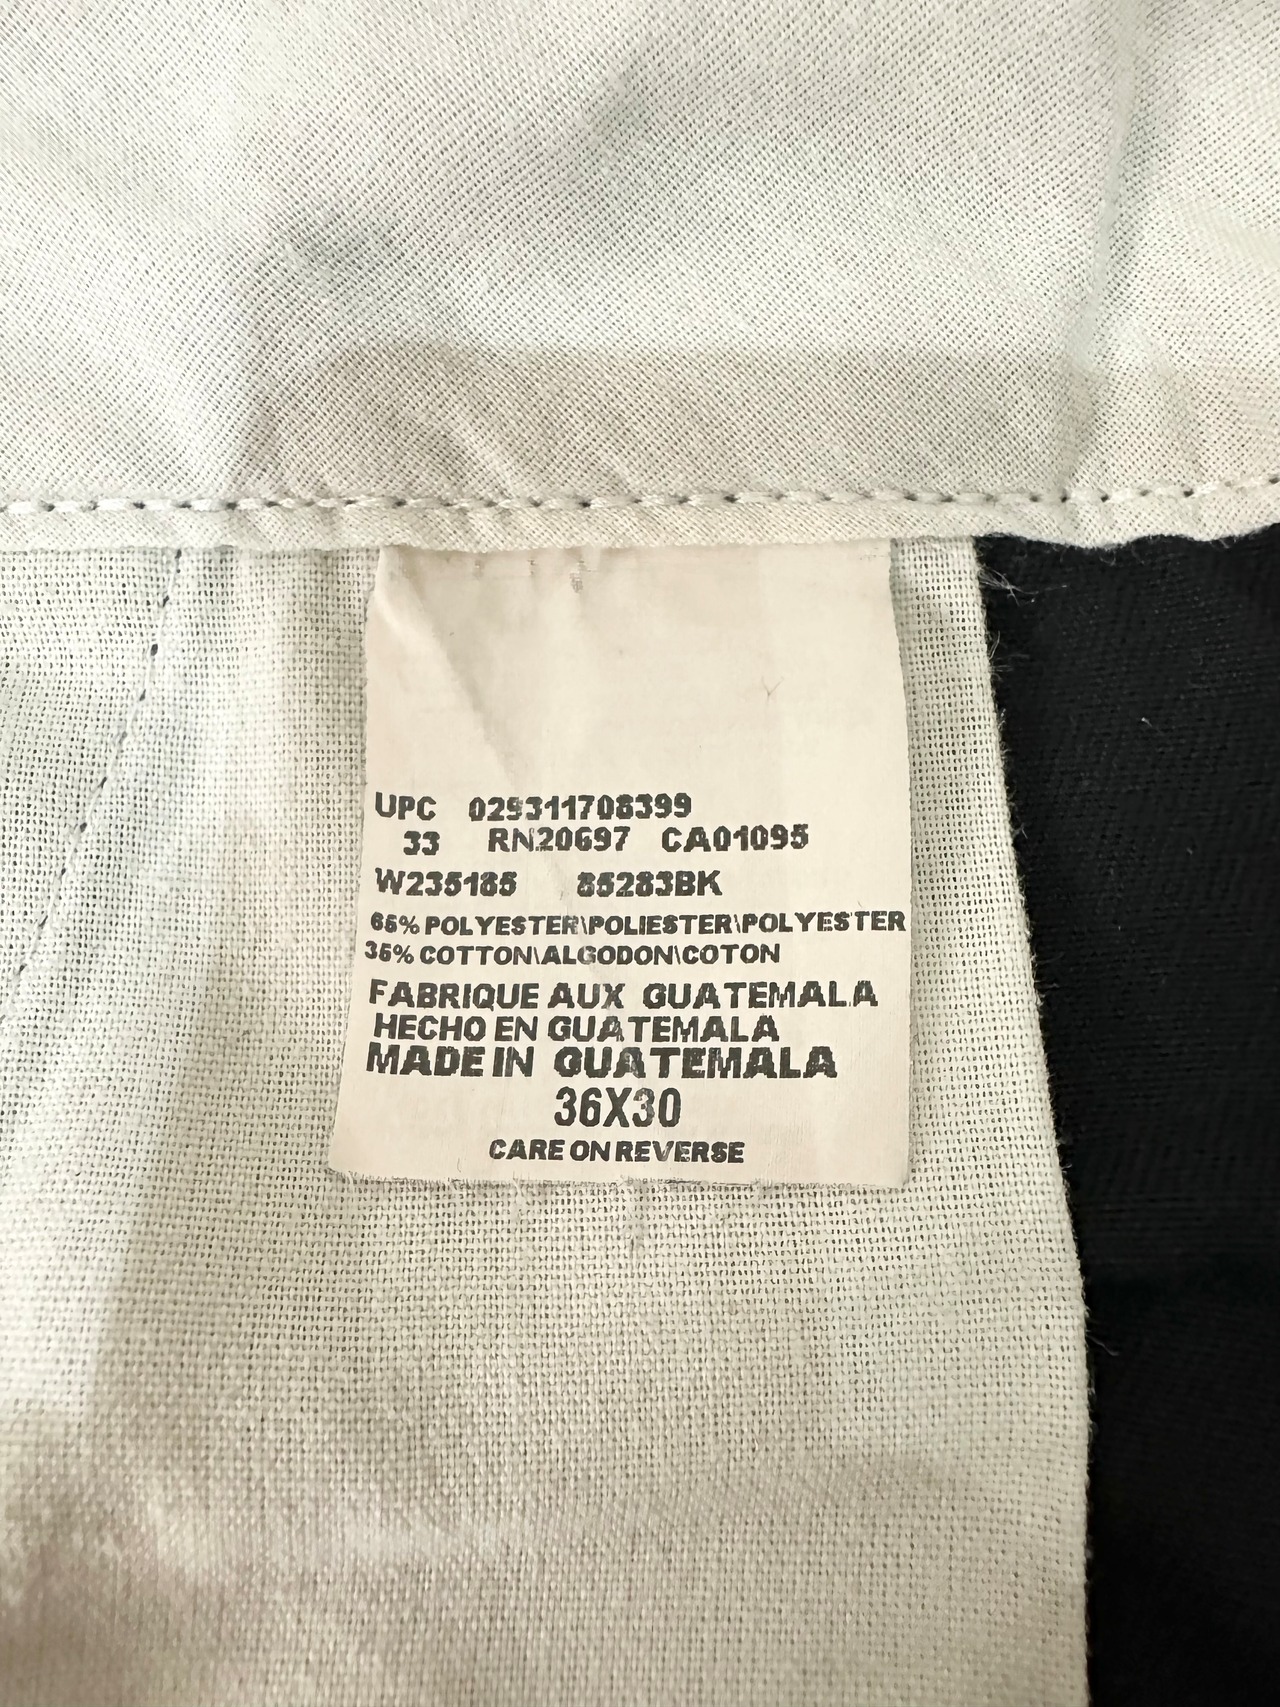 UPC 029311708399
33 RN20697 CA01095
W235185 85283BK
65% POLYESTER\POLIESTER\POLYESTER
35% COTTON\ALGODON\COTON
FABRIQUE AUX GUATEMALA
HECHO EN GUATEMALA
MADE IN GUATEMALA
36X30
CARE ON REVERSE